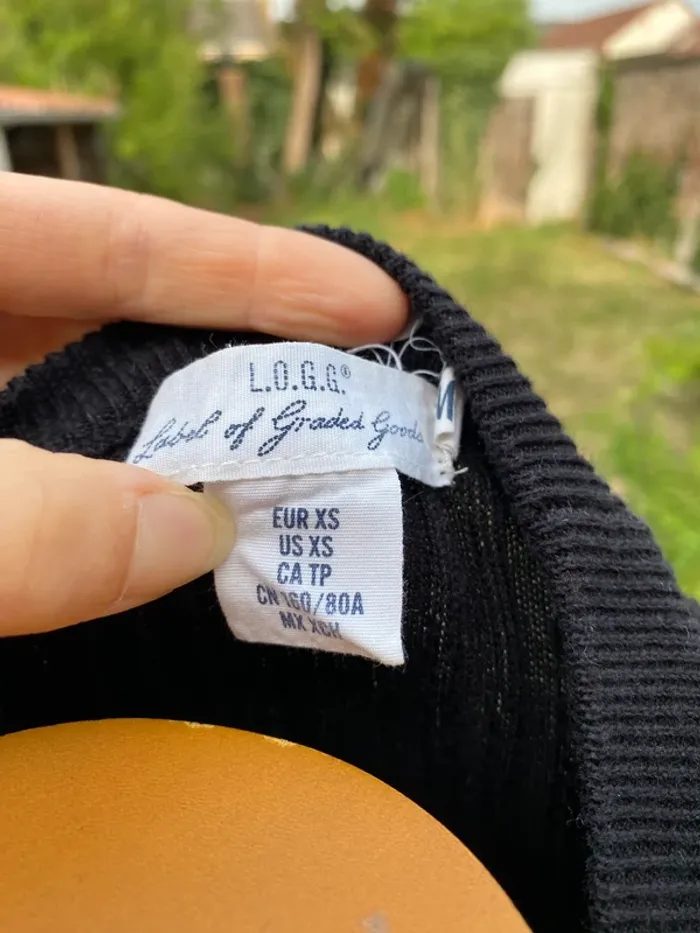 L.O.G.G.®
Label of Graded Goods
EUR XS
US XS
CA TP
CN 160/80A
MX XCH